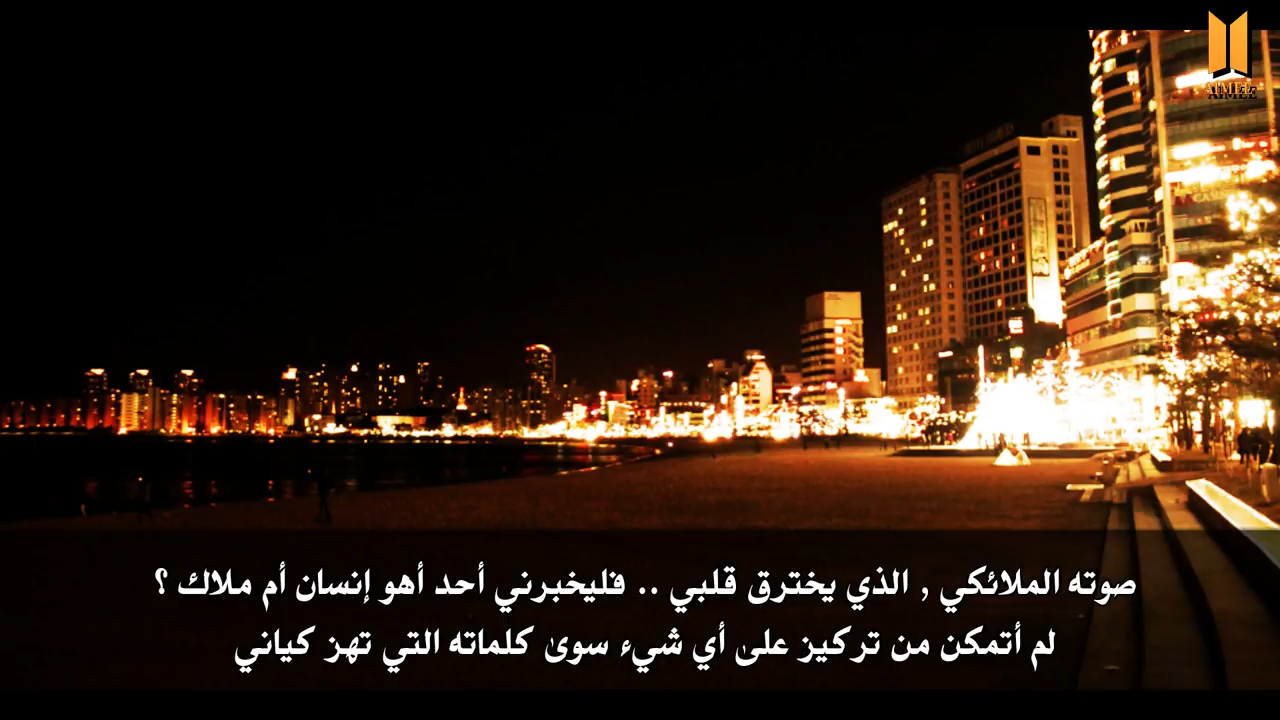 AIMEE
صوته الملائكي , الذي يخترق قلبي .. فليخبرني أحد أهو إنسان أم ملاك ؟
لم أتمكن من تركيز على أي شيء سوى كلماته التي تهز كياني